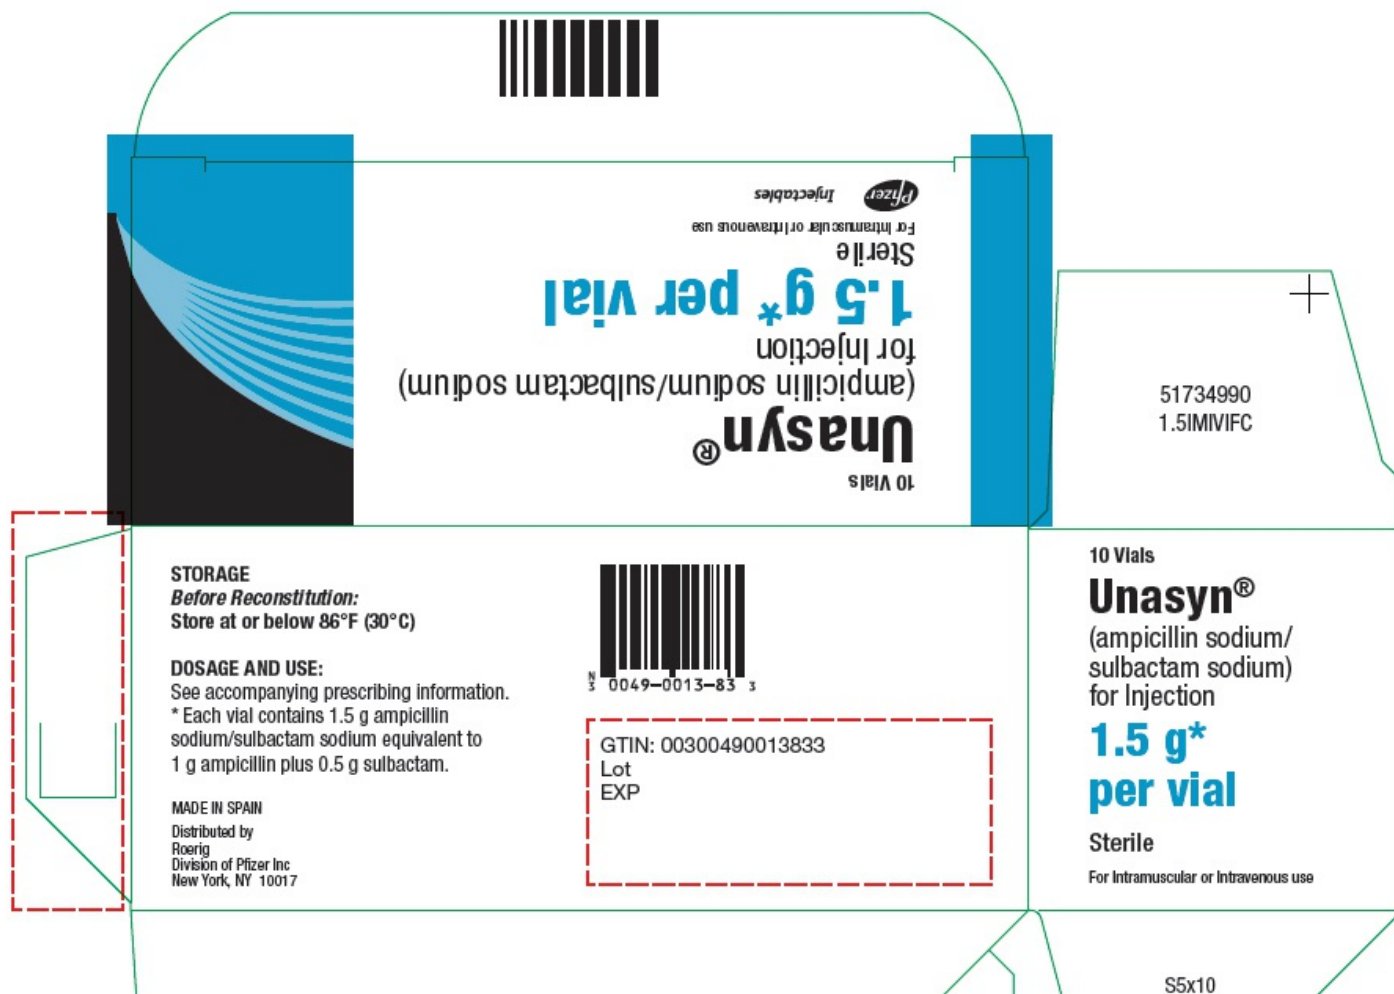 Pfizer Injectables
For Intramuscular or Intravenous use
Sterile
1.5 g* per vial
for Injection
(ampicillin sodium/sulbactam sodium)
Unasyn®
10 Vials
51734990
1.5IMIVIFC
STORAGE
Before Reconstitution:
Store at or below 86°F (30°C)
DOSAGE AND USE:
See accompanying prescribing information.
* Each vial contains 1.5 g ampicillin
sodium/sulbactam sodium equivalent to
1 g ampicillin plus 0.5 g sulbactam.
MADE IN SPAIN
Distributed by
Roerig
Division of Pfizer Inc
New York, NY 10017
N
3 0049-0013-83 3
GTIN: 00300490013833
Lot
EXP
10 Vials
Unasyn®
(ampicillin sodium/
sulbactam sodium)
for Injection
1.5 g*
per vial
Sterile
For Intramuscular or Intravenous use
S5x10